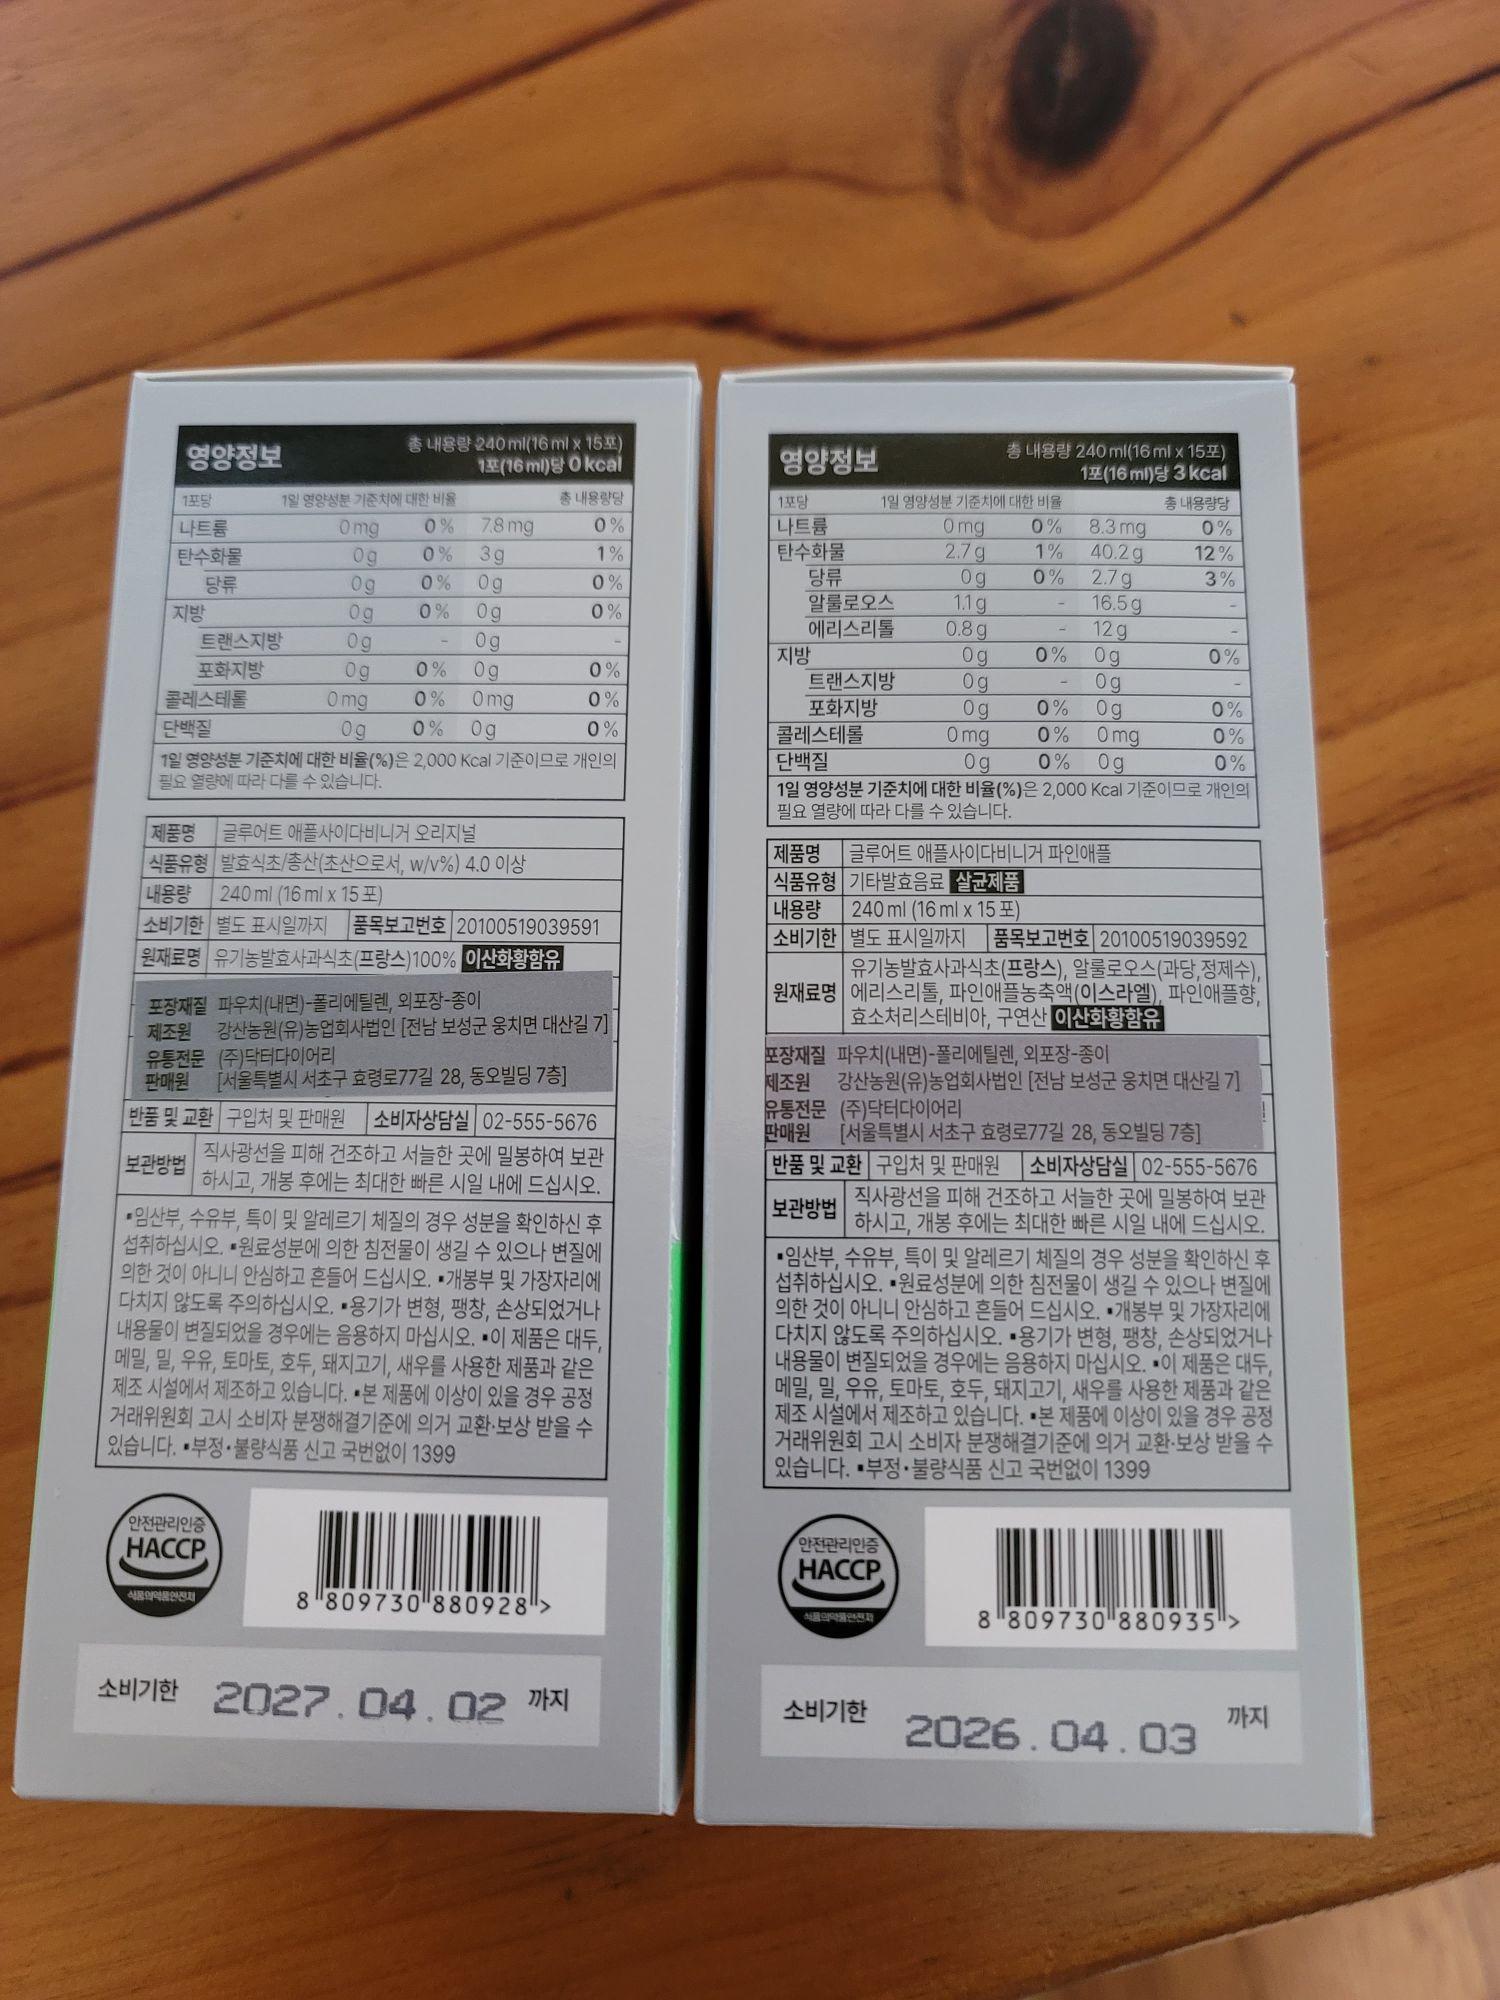 영양정보
총 내용량 240 ml(16 ml x 15포)
1포(16 ml)당 0 kcal
1포당 1일 영양성분 기준치에 대한 비율 총 내용량당
나트륨 0 mg 0 % 7.8 mg 0 %
탄수화물 0 g 0 % 3 g 1 %
당류 0 g 0 % 0 g 0 %
지방 0 g 0 % 0 g 0 %
트랜스지방 0 g - 0 g -
포화지방 0 g 0 % 0 g 0 %
콜레스테롤 0 mg 0 % 0 mg 0 %
단백질 0 g 0 % 0 g 0 %
1일 영양성분 기준치에 대한 비율(%)은 2,000 Kcal 기준이므로 개인의
필요 열량에 따라 다를 수 있습니다.
제품명 글루어트 애플사이다비니거 오리지널
식품유형 발효식초/총산(초산으로서, w/v%) 4.0 이상
내용량 240 ml (16 ml x 15 포)
소비기한 별도 표시일까지 품목보고번호 20100519039591
원재료명 유기농발효사과식초(프랑스)100% 이산화황함유
포장재질 파우치(내면)-폴리에틸렌, 외포장-종이
제조원 강산농원(유)농업회사법인 [전남 보성군 웅치면 대산길 7]
유통전문 (주)닥터다이어리
판매원 [서울특별시 서초구 효령로77길 28, 동오빌딩 7층]
반품 및 교환 구입처 및 판매원 소비자상담실 02-555-5676
보관방법 직사광선을 피해 건조하고 서늘한 곳에 밀봉하여 보관
하시고, 개봉 후에는 최대한 빠른 시일 내에 드십시오.
▪임산부, 수유부, 특이 및 알레르기 체질의 경우 성분을 확인하신 후
섭취하십시오. ▪원료성분에 의한 침전물이 생길 수 있으나 변질에
의한 것이 아니니 안심하고 흔들어 드십시오. ▪개봉부 및 가장자리에
다치지 않도록 주의하십시오. ▪용기가 변형, 팽창, 손상되었거나
내용물이 변질되었을 경우에는 음용하지 마십시오. ▪이 제품은 대두,
메밀, 밀, 우유, 토마토, 호두, 돼지고기, 새우를 사용한 제품과 같은
제조 시설에서 제조하고 있습니다. ▪본 제품에 이상이 있을 경우 공정
거래위원회 고시 소비자 분쟁해결기준에 의거 교환·보상 받을 수
있습니다. ▪부정·불량식품 신고 국번없이 1399
안전관리인증
HACCP
식품의약품안전처
8 809730 880928 >
소비기한 2027.04.02 까지
영양정보
총 내용량 240 ml(16 ml x 15포)
1포(16 ml)당 3 kcal
1포당 1일 영양성분 기준치에 대한 비율 총 내용량당
나트륨 0 mg 0 % 8.3 mg 0 %
탄수화물 2.7 g 1 % 40.2 g 12 %
당류 0 g 0 % 2.7 g 3 %
알룰로오스 1.1 g - 16.5 g -
에리스리톨 0.8 g - 12 g -
지방 0 g 0 % 0 g 0 %
트랜스지방 0 g - 0 g -
포화지방 0 g 0 % 0 g 0 %
콜레스테롤 0 mg 0 % 0 mg 0 %
단백질 0 g 0 % 0 g 0 %
1일 영양성분 기준치에 대한 비율(%)은 2,000 Kcal 기준이므로 개인의
필요 열량에 따라 다를 수 있습니다.
제품명 글루어트 애플사이다비니거 파인애플
식품유형 기타발효음료 살균제품
내용량 240 ml (16 ml x 15 포)
소비기한 별도 표시일까지 품목보고번호 20100519039592
원재료명 유기농발효사과식초(프랑스), 알룰로오스(과당,정제수),
에리스리톨, 파인애플농축액(이스라엘), 파인애플향,
효소처리스테비아, 구연산 이산화황함유
포장재질 파우치(내면)-폴리에틸렌, 외포장-종이
제조원 강산농원(유)농업회사법인 [전남 보성군 웅치면 대산길 7]
유통전문 (주)닥터다이어리
판매원 [서울특별시 서초구 효령로77길 28, 동오빌딩 7층]
반품 및 교환 구입처 및 판매원 소비자상담실 02-555-5676
보관방법 직사광선을 피해 건조하고 서늘한 곳에 밀봉하여 보관
하시고, 개봉 후에는 최대한 빠른 시일 내에 드십시오.
▪임산부, 수유부, 특이 및 알레르기 체질의 경우 성분을 확인하신 후
섭취하십시오. ▪원료성분에 의한 침전물이 생길 수 있으나 변질에
의한 것이 아니니 안심하고 흔들어 드십시오. ▪개봉부 및 가장자리에
다치지 않도록 주의하십시오. ▪용기가 변형, 팽창, 손상되었거나
내용물이 변질되었을 경우에는 음용하지 마십시오. ▪이 제품은 대두,
메밀, 밀, 우유, 토마토, 호두, 돼지고기, 새우를 사용한 제품과 같은
제조 시설에서 제조하고 있습니다. ▪본 제품에 이상이 있을 경우 공정
거래위원회 고시 소비자 분쟁해결기준에 의거 교환·보상 받을 수
있습니다. ▪부정·불량식품 신고 국번없이 1399
안전관리인증
HACCP
식품의약품안전처
8 809730 880935 >
소비기한 2026.04.03 까지